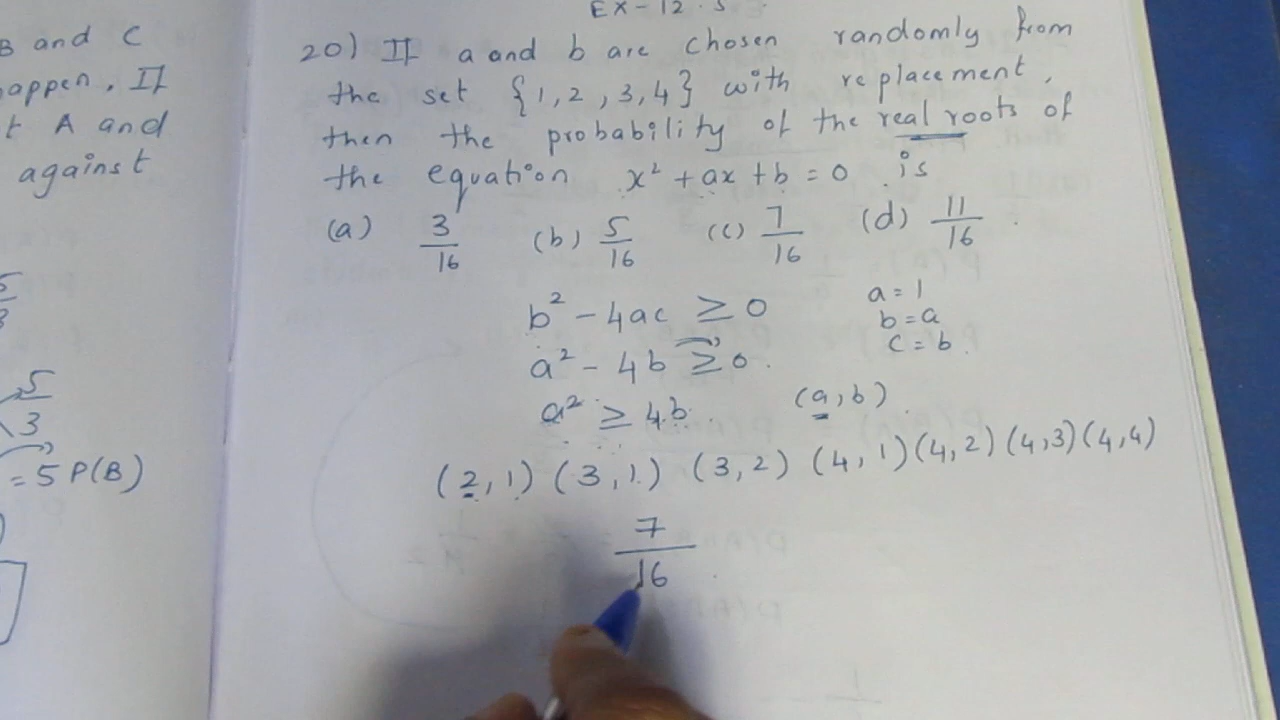 EX-12.5
B and C
appen, If
t A and
against
5
3
= 5 P(B)
20) If a and b are chosen randomly from
the set {1,2,3,4} with replacement,
then the probability of the real roots of
the equation x² + ax + b = 0 is
(a) 3/16 (b) 5/16 (c) 7/16 (d) 11/16.
b² - 4ac ≥ 0 a = 1
b = a
c = b.
a² - 4b ≥ 0.
a² ≥ 4b. (a, b).
(2, 1) (3, 1) (3, 2) (4, 1) (4, 2) (4, 3) (4, 4)
7/16